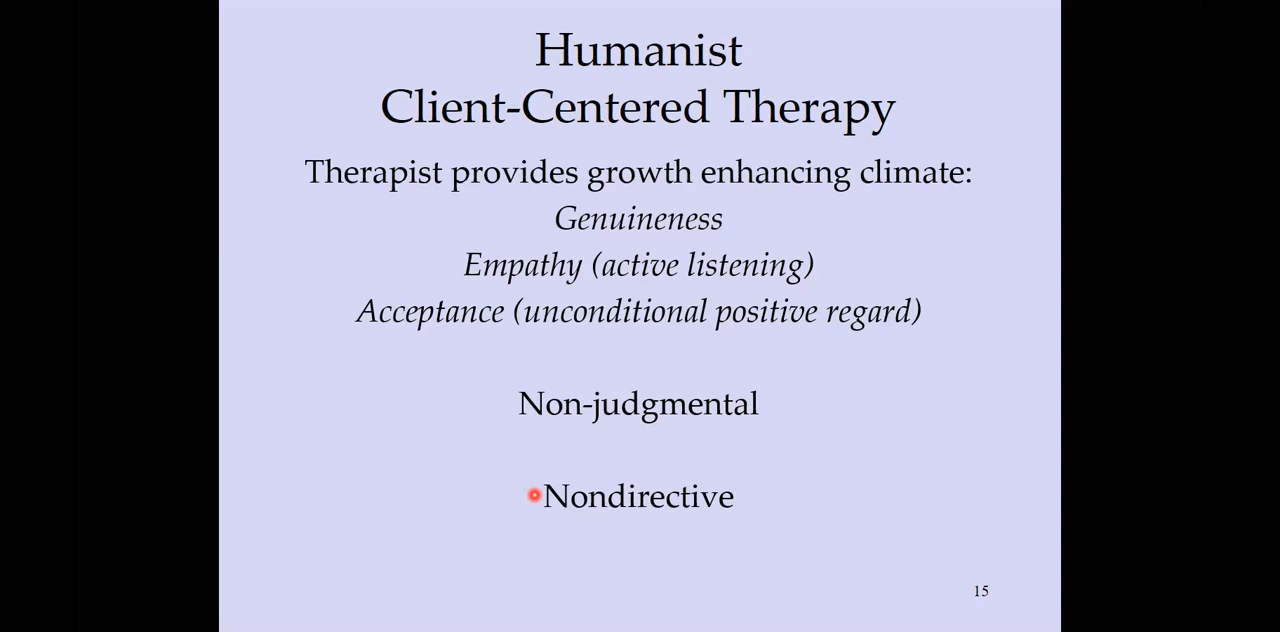 Humanist
Client-Centered Therapy
Therapist provides growth enhancing climate:
Genuineness
Empathy (active listening)
Acceptance (unconditional positive regard)
Non-judgmental
Nondirective
15